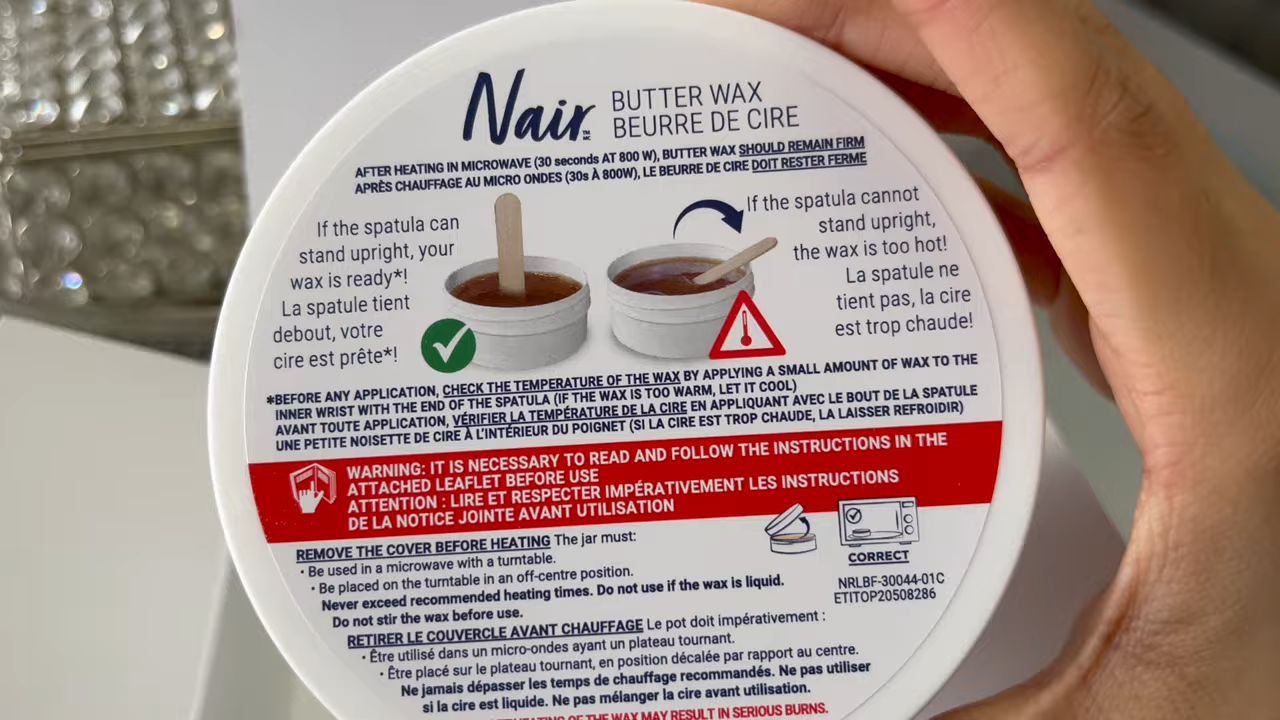 Nair™ MC
BUTTER WAX
BEURRE DE CIRE
AFTER HEATING IN MICROWAVE (30 seconds AT 800 W), BUTTER WAX SHOULD REMAIN FIRM
APRÈS CHAUFFAGE AU MICRO ONDES (30s À 800W), LE BEURRE DE CIRE DOIT RESTER FERME
If the spatula can
stand upright, your
wax is ready*!
La spatule tient
debout, votre
cire est prête*!
If the spatula cannot
stand upright,
the wax is too hot!
La spatule ne
tient pas, la cire
est trop chaude!
*BEFORE ANY APPLICATION, CHECK THE TEMPERATURE OF THE WAX BY APPLYING A SMALL AMOUNT OF WAX TO THE
INNER WRIST WITH THE END OF THE SPATULA (IF THE WAX IS TOO WARM, LET IT COOL)
AVANT TOUTE APPLICATION, VÉRIFIER LA TEMPÉRATURE DE LA CIRE EN APPLIQUANT AVEC LE BOUT DE LA SPATULE
UNE PETITE NOISETTE DE CIRE À L'INTÉRIEUR DU POIGNET (SI LA CIRE EST TROP CHAUDE, LA LAISSER REFROIDIR)
WARNING: IT IS NECESSARY TO READ AND FOLLOW THE INSTRUCTIONS IN THE
ATTACHED LEAFLET BEFORE USE
ATTENTION : LIRE ET RESPECTER IMPÉRATIVEMENT LES INSTRUCTIONS
DE LA NOTICE JOINTE AVANT UTILISATION
REMOVE THE COVER BEFORE HEATING The jar must:
• Be used in a microwave with a turntable.
• Be placed on the turntable in an off-centre position.
Never exceed recommended heating times. Do not use if the wax is liquid.
Do not stir the wax before use.
CORRECT
NRLBF-30044-01C
ETITOP20508286
RETIRER LE COUVERCLE AVANT CHAUFFAGE Le pot doit impérativement :
• Être utilisé dans un micro-ondes ayant un plateau tournant.
• Être placé sur le plateau tournant, en position décalée par rapport au centre.
Ne jamais dépasser les temps de chauffage recommandés. Ne pas utiliser
si la cire est liquide. Ne pas mélanger la cire avant utilisation.
OF THE WAX MAY RESULT IN SERIOUS BURNS.